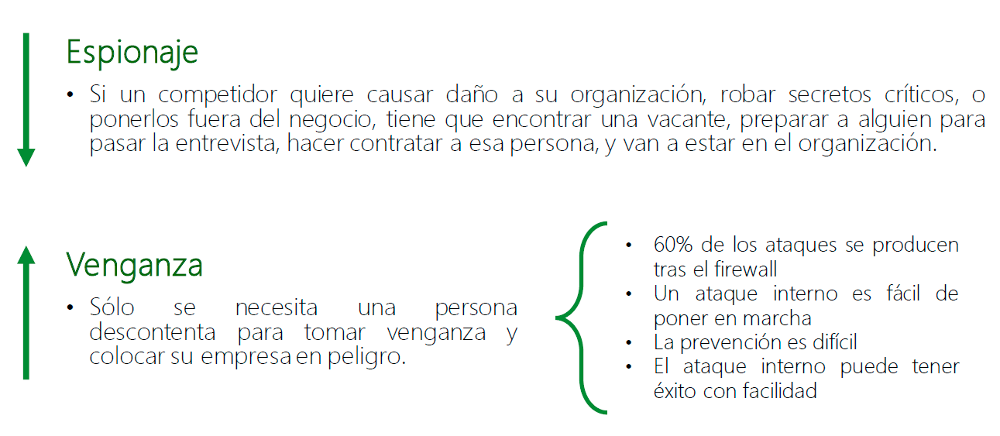 Espionaje
• Si un competidor quiere causar daño a su organización, robar secretos críticos, o
ponerlos fuera del negocio, tiene que encontrar una vacante, preparar a alguien para
pasar la entrevista, hacer contratar a esa persona, y van a estar en el organización.
Venganza
• Sólo se necesita una persona
descontenta para tomar venganza y
colocar su empresa en peligro.
• 60% de los ataques se producen
tras el firewall
• Un ataque interno es fácil de
poner en marcha
• La prevención es difícil
• El ataque interno puede tener
éxito con facilidad